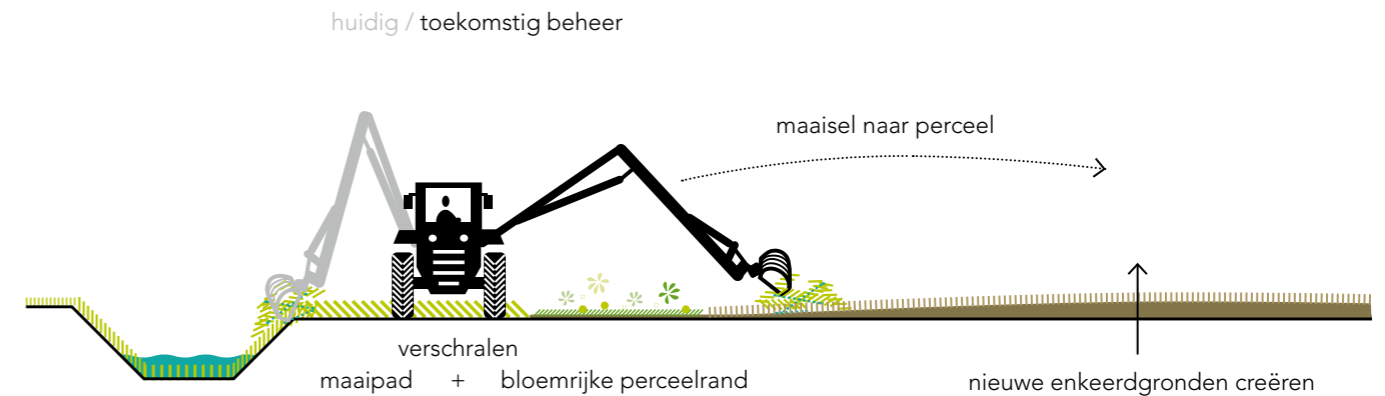 huidig / toekomstig beheer
maaisel naar perceel
verschralen
maaipad + bloemrijke perceelrand
nieuwe enkeerdgronden creëren